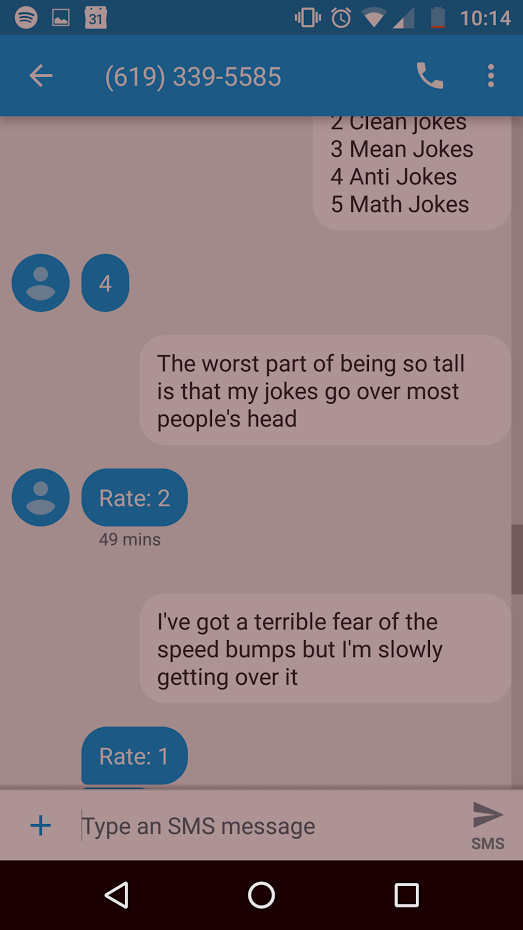 31
10:14
(619) 339-5585
2 Clean jokes
3 Mean Jokes
4 Anti Jokes
5 Math Jokes
4
The worst part of being so tall
is that my jokes go over most
people's head
Rate: 2
49 mins
I've got a terrible fear of the
speed bumps but I'm slowly
getting over it
Rate: 1
Type an SMS message
SMS